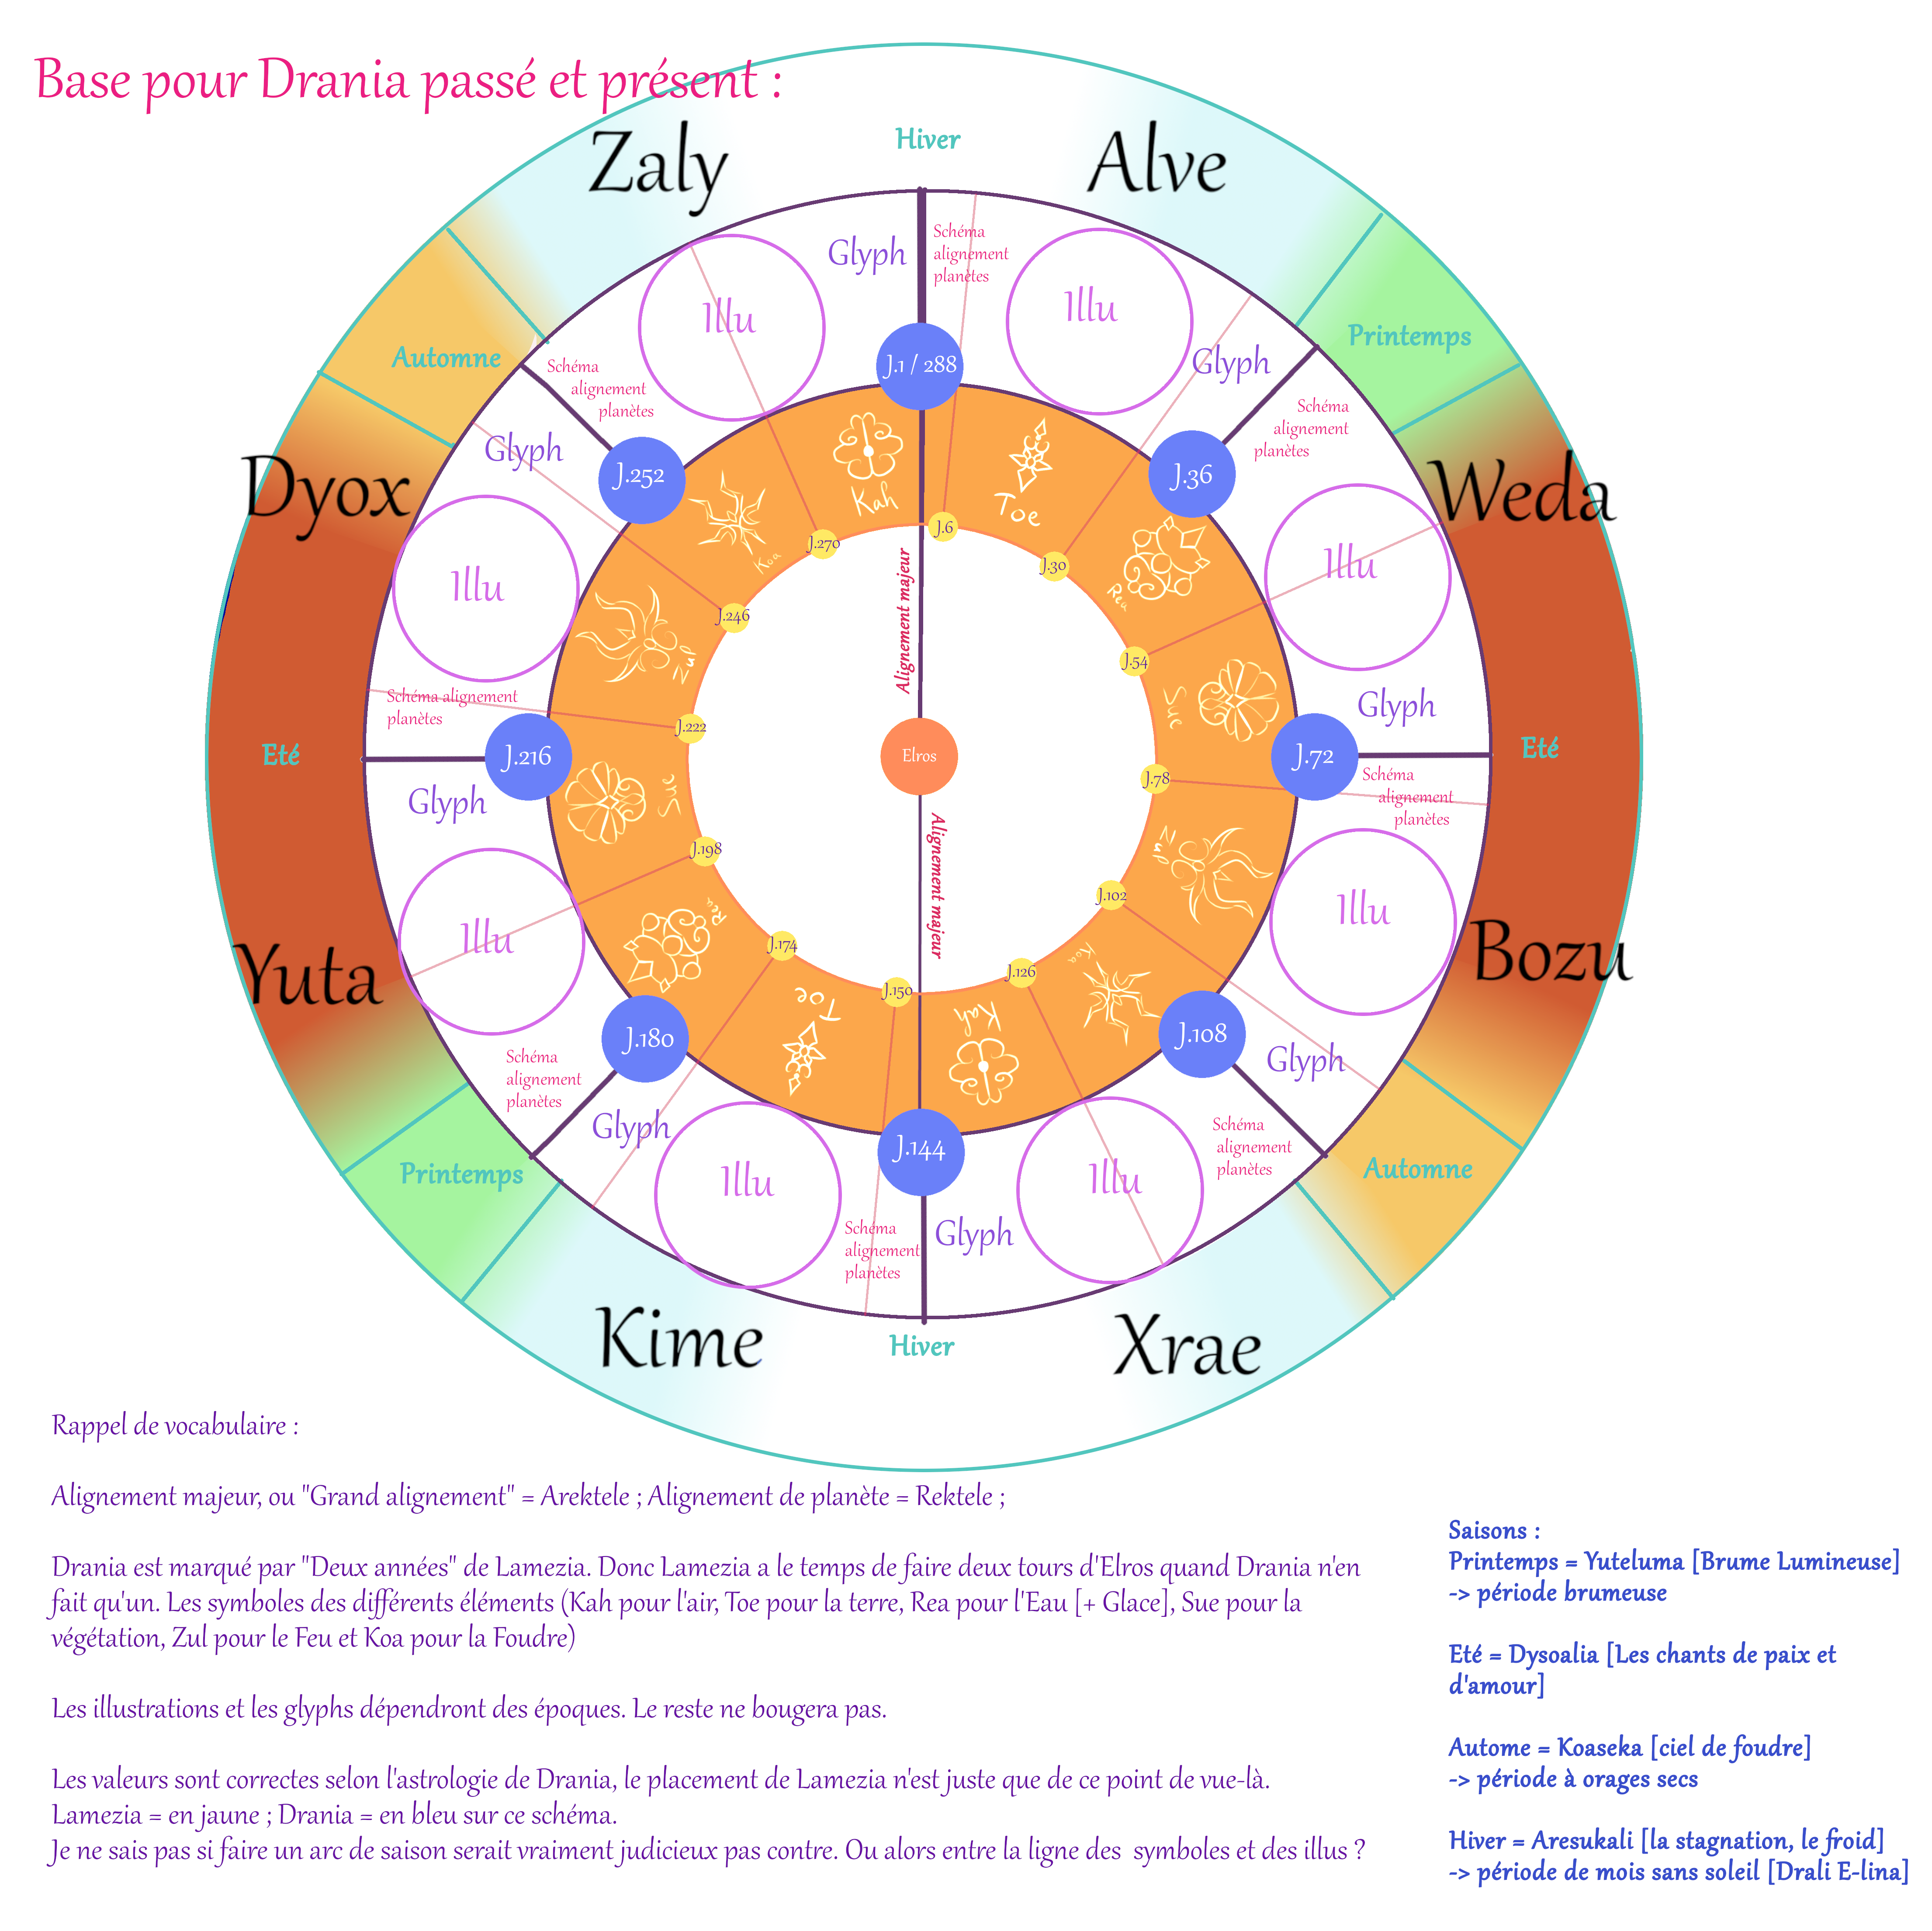 Base pour Drania passé et présent :
Hiver
Zaly
Alve
Glyph
Schéma
alignement
planètes
Illu
Illu
Printemps
Automne
J.1 / 288
Glyph
Schéma
alignement
planètes
Schéma
alignement
planètes
Glyph
J.252
J.36
Kah
Toe
Dyox
Weda
Koa
J.270
J.6
J.30
Rea
Illu
Illu
J.246
Alignement majeur
Zul
J.54
Schéma alignement
planètes
Sue
Glyph
J.222
Eté
J.216
Elros
J.72
Eté
J.78
Schéma
alignement
planètes
Glyph
Sue
Zul
J.198
Alignement majeur
J.102
Illu
Illu
Rea
J.174
J.126
Koa
Yuta
Bozu
J.150
Toe
Kah
J.180
J.108
Schéma
alignement
planètes
Glyph
Glyph
J.144
Schéma
alignement
planètes
Printemps
Automne
Illu
Illu
Schéma
alignement
planètes
Glyph
Kime
Xrae
Hiver
Rappel de vocabulaire :
Alignement majeur, ou "Grand alignement" = Arektele ; Alignement de planète = Rektele ;
Drania est marqué par "Deux années" de Lamezia. Donc Lamezia a le temps de faire deux tours d'Elros quand Drania n'en
fait qu'un. Les symboles des différents éléments (Kah pour l'air, Toe pour la terre, Rea pour l'Eau [+ Glace], Sue pour la
végétation, Zul pour le Feu et Koa pour la Foudre)
Les illustrations et les glyphs dépendront des époques. Le reste ne bougera pas.
Les valeurs sont correctes selon l'astrologie de Drania, le placement de Lamezia n'est juste que de ce point de vue-là.
Lamezia = en jaune ; Drania = en bleu sur ce schéma.
Je ne sais pas si faire un arc de saison serait vraiment judicieux pas contre. Ou alors entre la ligne des symboles et des illus ?
Saisons :
Printemps = Yuteluma [Brume Lumineuse]
-> période brumeuse
Eté = Dysoalia [Les chants de paix et
d'amour]
Autome = Koaseka [ciel de foudre]
-> période à orages secs
Hiver = Aresukali [la stagnation, le froid]
-> période de mois sans soleil [Drali E-lina]